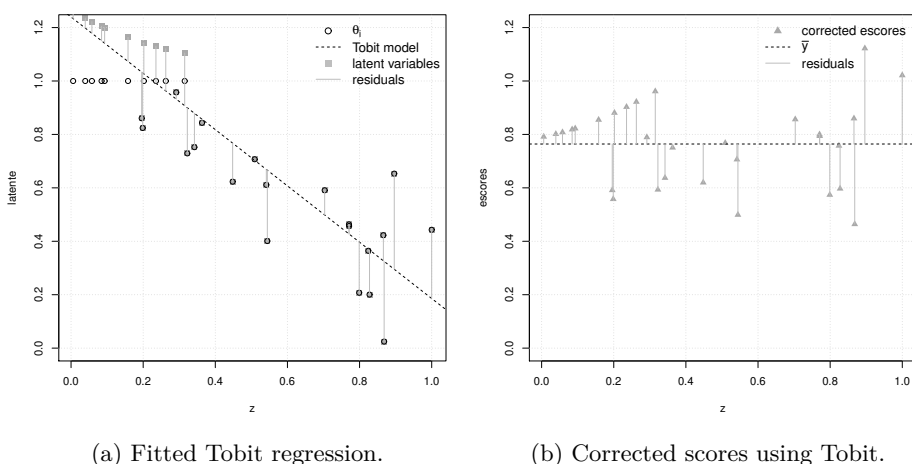 θ_i
Tobit model
latent variables
residuals
latente
0.0
0.2
0.4
0.6
0.8
1.0
1.2
0.0 0.2 0.4 0.6 0.8 1.0
z
(a) Fitted Tobit regression.
corrected escores
y̅
residuals
escores
0.0
0.2
0.4
0.6
0.8
1.0
1.2
0.0 0.2 0.4 0.6 0.8 1.0
z
(b) Corrected scores using Tobit.